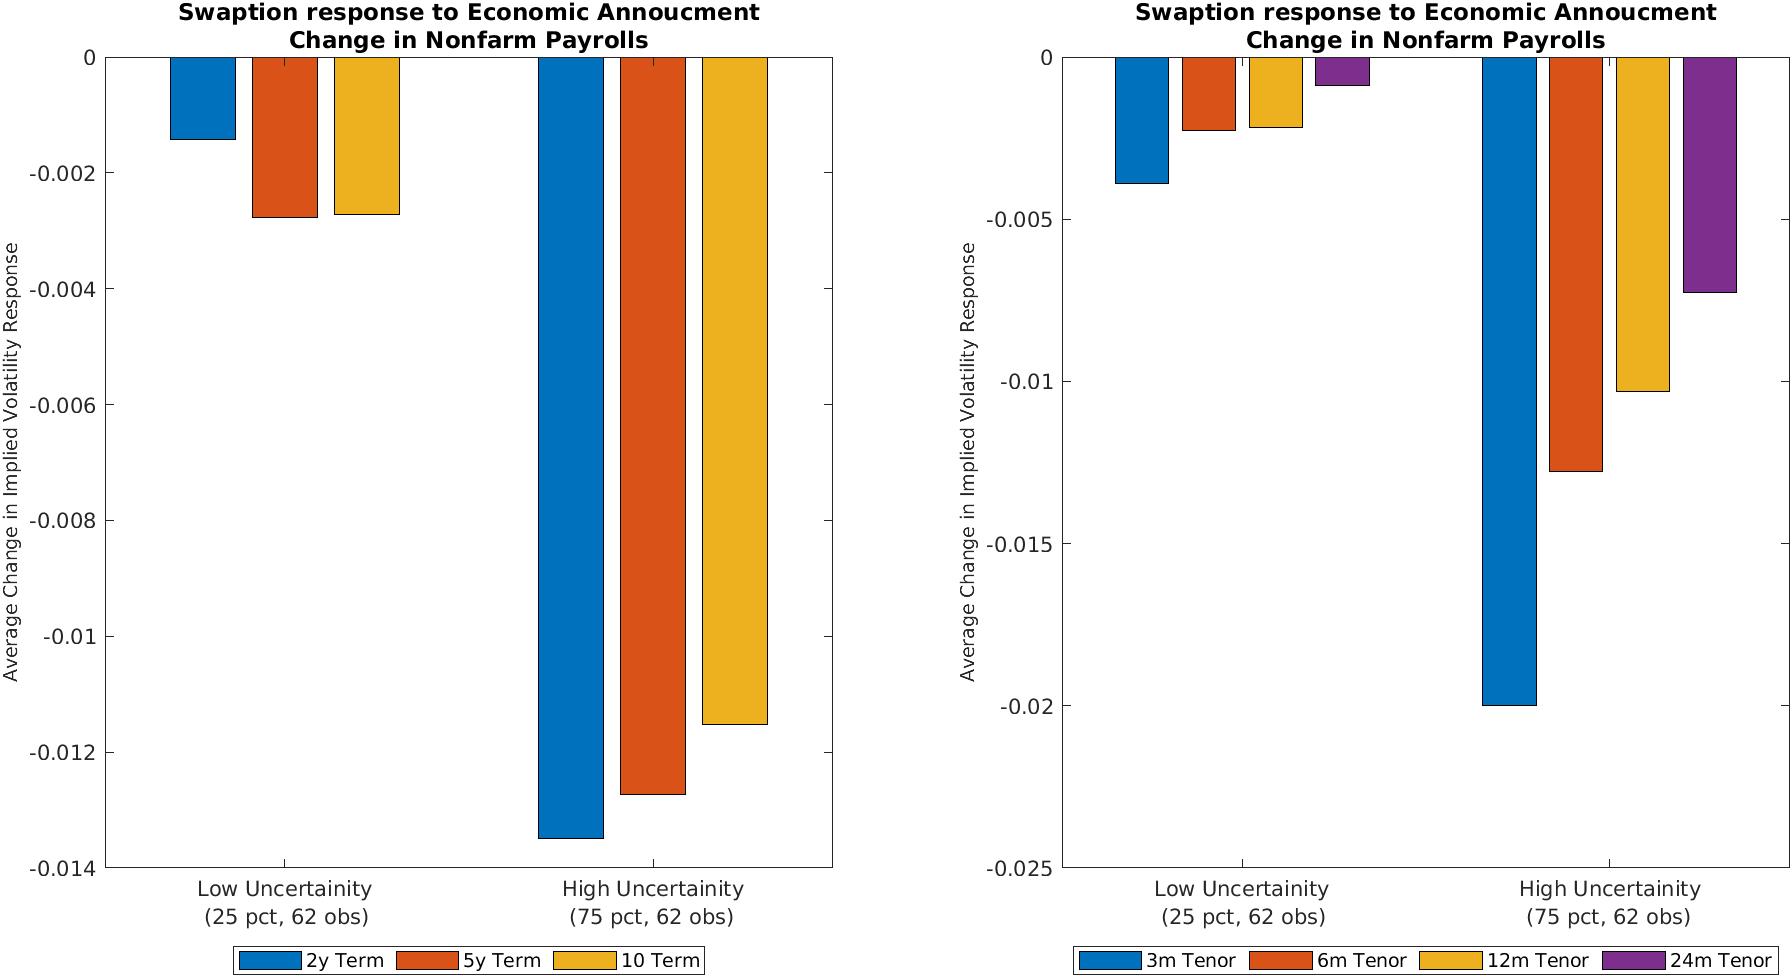 Swaption response to Economic Annoucment
Change in Nonfarm Payrolls
0
-0.002
-0.004
-0.006
-0.008
-0.01
-0.012
-0.014
Average Change in Implied Volatility Response
Low Uncertainity
(25 pct, 62 obs)
High Uncertainity
(75 pct, 62 obs)
2y Term
5y Term
10 Term
Swaption response to Economic Annoucment
Change in Nonfarm Payrolls
0
-0.005
-0.01
-0.015
-0.02
-0.025
Average Change in Implied Volatility Response
Low Uncertainity
(25 pct, 62 obs)
High Uncertainity
(75 pct, 62 obs)
3m Tenor
6m Tenor
12m Tenor
24m Tenor